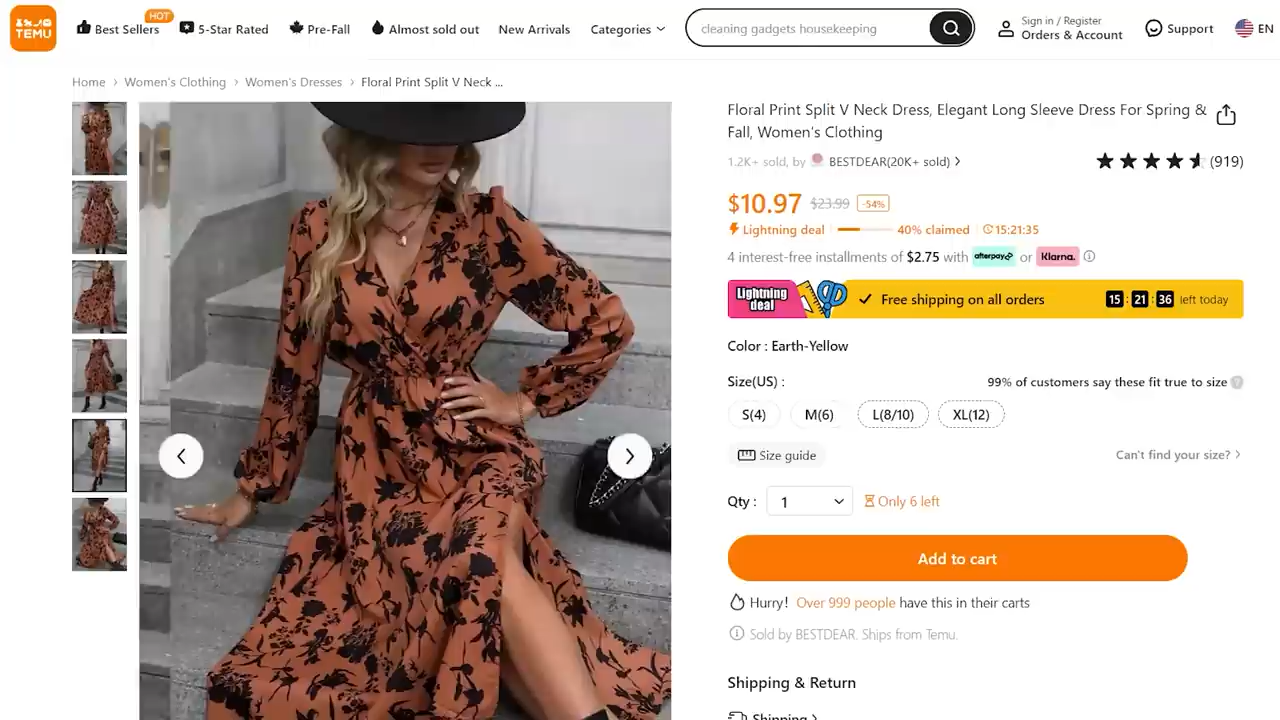 TEMU
Best Sellers
HOT
5-Star Rated
Pre-Fall
Almost sold out
New Arrivals
Categories
cleaning gadgets housekeeping
Sign in / Register
Orders & Account
Support
EN
Home > Women's Clothing > Women's Dresses > Floral Print Split V Neck ...
Floral Print Split V Neck Dress, Elegant Long Sleeve Dress For Spring &
Fall, Women's Clothing
1.2K+ sold, by BESTDEAR(20K+ sold) >
(919)
$10.97 $23.99 -54%
Lightning deal 40% claimed 15:21:35
4 interest-free installments of $2.75 with afterpay or Klarna.
Lightning
deal
Free shipping on all orders
15 : 21 : 36 left today
Color : Earth-Yellow
Size(US) :
99% of customers say these fit true to size ?
S(4) M(6) L(8/10) XL(12)
Size guide
Can't find your size? >
Qty : 1
Only 6 left
Add to cart
Hurry! Over 999 people have this in their carts
Sold by BESTDEAR. Ships from Temu.
Shipping & Return
Shipping >